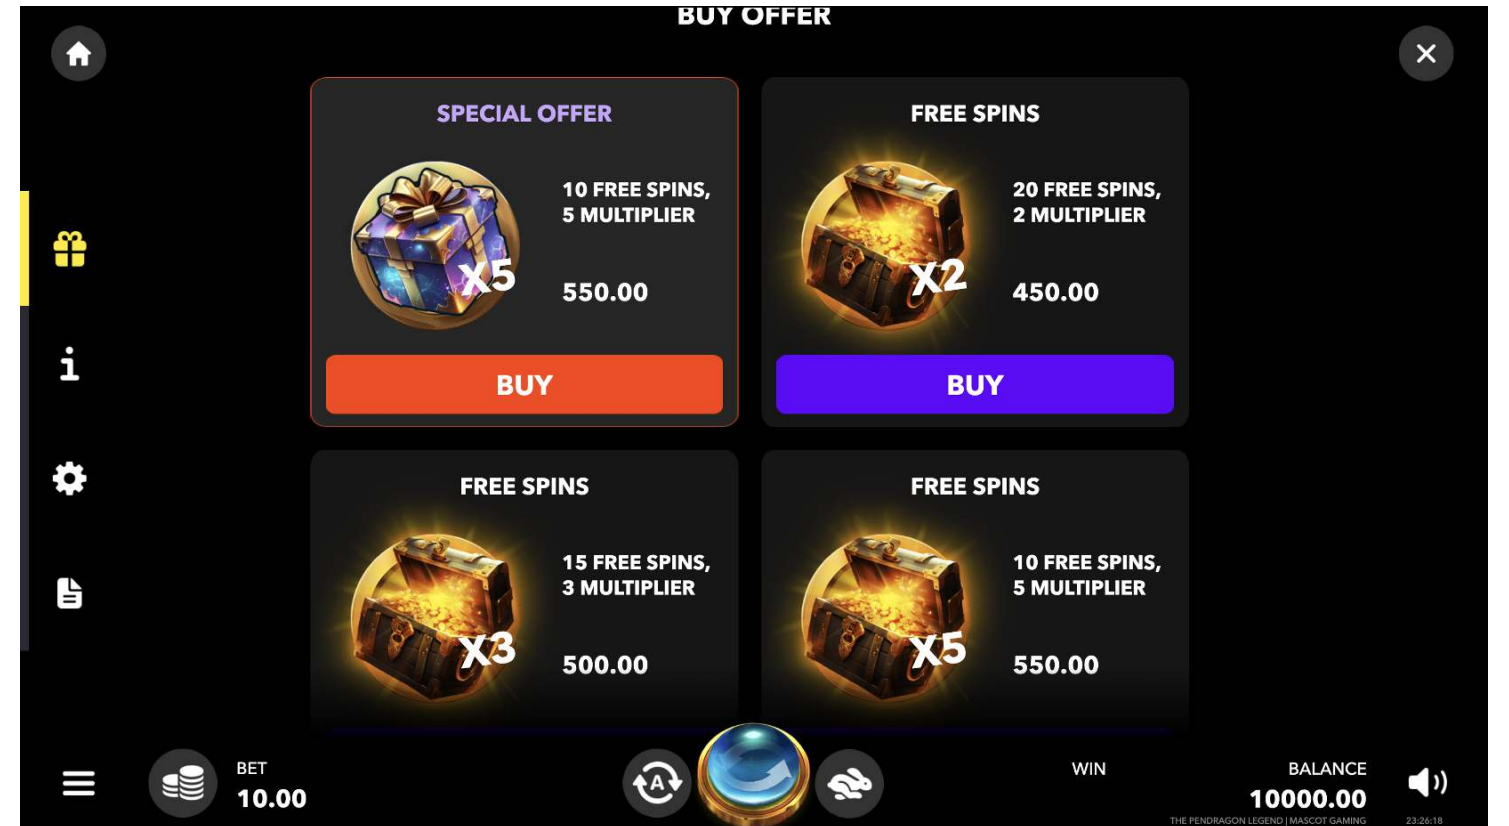 BUY OFFER
SPECIAL OFFER
10 FREE SPINS,
5 MULTIPLIER
X5
550.00
BUY
FREE SPINS
20 FREE SPINS,
2 MULTIPLIER
X2
450.00
BUY
FREE SPINS
15 FREE SPINS,
3 MULTIPLIER
X3
500.00
FREE SPINS
10 FREE SPINS,
5 MULTIPLIER
X5
550.00
BET
10.00
A
WIN
BALANCE
10000.00
THE PENDRAGON LEGEND | MASCOT GAMING
23:26:18